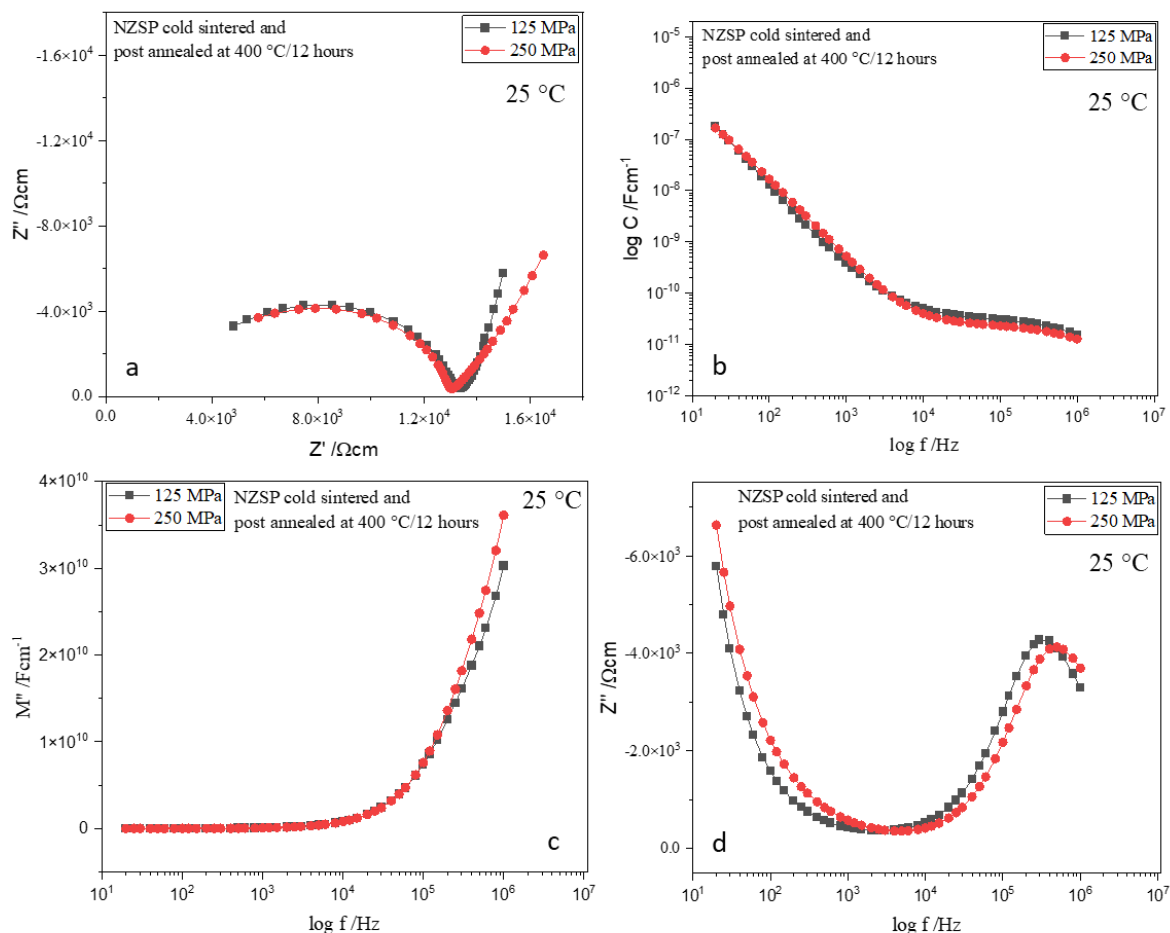 NZSP cold sintered and
post annealed at 400 °C/12 hours
125 MPa
250 MPa
25 °C
-1.6×10⁴
-1.2×10⁴
-8.0×10³
-4.0×10³
0.0
Z'' /Ωcm
a
0.0
4.0×10³
8.0×10³
1.2×10⁴
1.6×10⁴
Z' /Ωcm
NZSP cold sintered and
post annealed at 400 °C/12 hours
125 MPa
250 MPa
25 °C
10⁻⁵
10⁻⁶
10⁻⁷
10⁻⁸
10⁻⁹
10⁻¹⁰
10⁻¹¹
10⁻¹²
log C /Fcm⁻¹
b
10¹
10²
10³
10⁴
10⁵
10⁶
10⁷
log f /Hz
125 MPa
250 MPa
NZSP cold sintered and
post annealed at 400 °C/12 hours
25 °C
4×10¹⁰
3×10¹⁰
2×10¹⁰
1×10¹⁰
0
M'' /Fcm⁻¹
c
10¹
10²
10³
10⁴
10⁵
10⁶
10⁷
log f /Hz
NZSP cold sintered and
post annealed at 400 °C/12 hours
125 MPa
250 MPa
25 °C
-6.0×10³
-4.0×10³
-2.0×10³
0.0
Z'' /Ωcm
d
10¹
10²
10³
10⁴
10⁵
10⁶
10⁷
log f /Hz